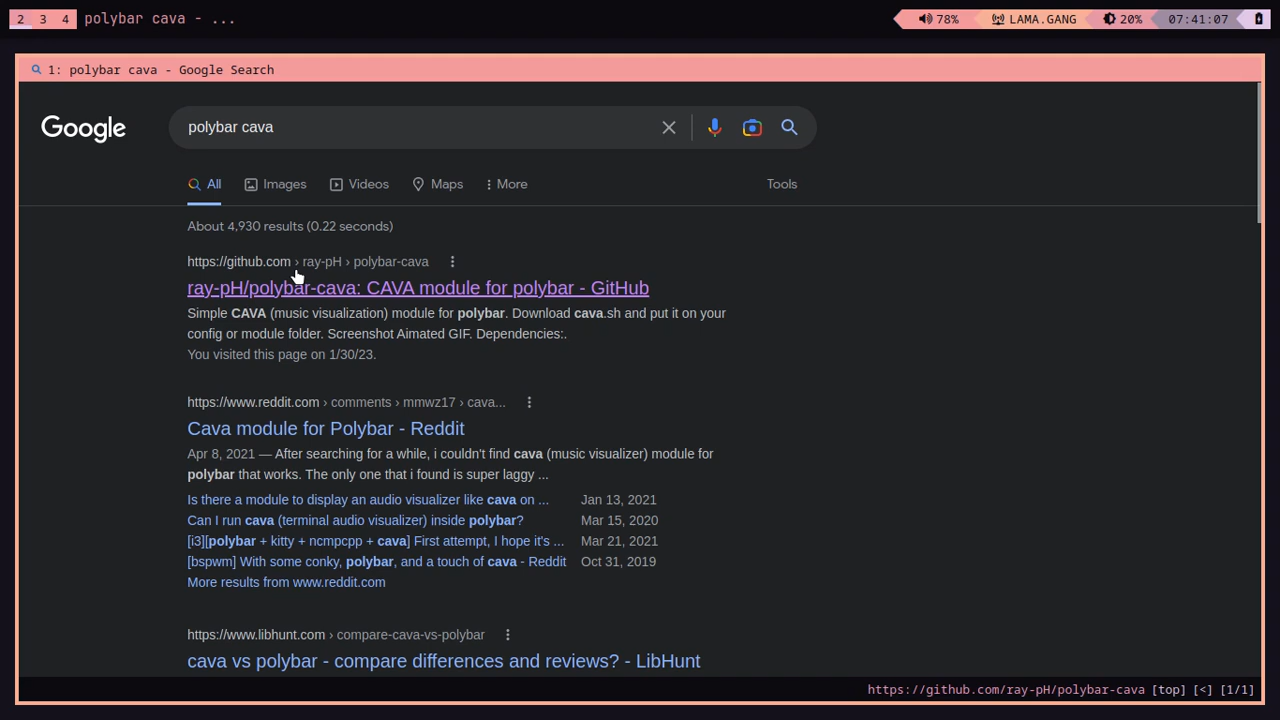 2 3 4 polybar cava - ... 78% LAMA.GANG 20% 07:41:07
1: polybar cava - Google Search
Google polybar cava
All Images Videos Maps More Tools
About 4,930 results (0.22 seconds)
https://github.com › ray-pH › polybar-cava
ray-pH/polybar-cava: CAVA module for polybar - GitHub
Simple CAVA (music visualization) module for polybar. Download cava.sh and put it on your
config or module folder. Screenshot Aimated GIF. Dependencies:.
You visited this page on 1/30/23.
https://www.reddit.com › comments › mmwz17 › cava...
Cava module for Polybar - Reddit
Apr 8, 2021 — After searching for a while, i couldn't find cava (music visualizer) module for
polybar that works. The only one that i found is super laggy ...
Is there a module to display an audio visualizer like cava on ... Jan 13, 2021
Can I run cava (terminal audio visualizer) inside polybar? Mar 15, 2020
[i3][polybar + kitty + ncmpcpp + cava] First attempt, I hope it's ... Mar 21, 2021
[bspwm] With some conky, polybar, and a touch of cava - Reddit Oct 31, 2019
More results from www.reddit.com
https://www.libhunt.com › compare-cava-vs-polybar
cava vs polybar - compare differences and reviews? - LibHunt
https://github.com/ray-pH/polybar-cava [top] [<] [1/1]